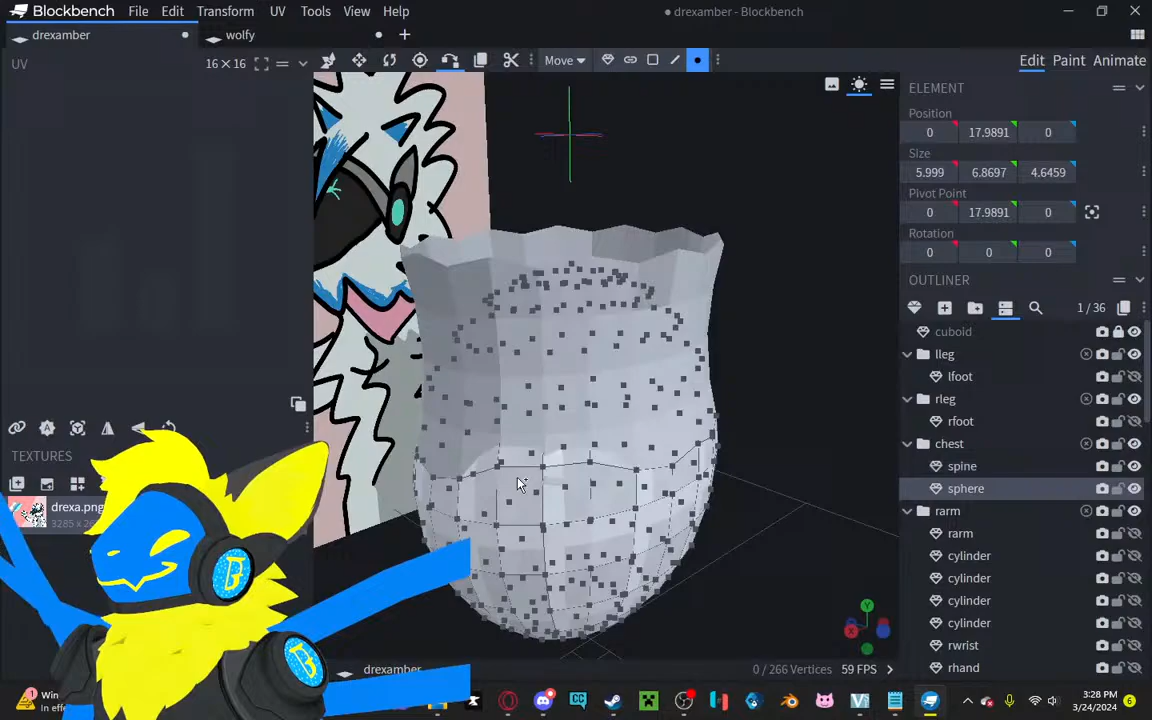 Blockbench File Edit Transform UV Tools View Help
● drexamber - Blockbench
drexamber wolfy
UV 16×16
Move
Edit Paint Animate
ELEMENT
Position
0 17.9891 0
Size
5.999 6.8697 4.6459
Pivot Point
0 17.9891 0
Rotation
0 0 0
OUTLINER
1 / 36
cuboid
lleg
lfoot
rleg
rfoot
chest
spine
sphere
rarm
rarm
cylinder
cylinder
cylinder
cylinder
rwrist
rhand
TEXTURES
drexa.png
drexamber
0 / 266 Vertices 59 FPS
3:28 PM
3/24/2024
6